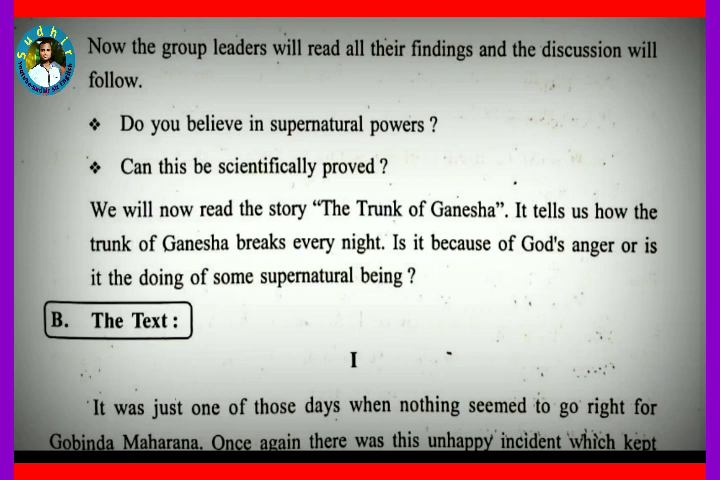 Sudhir
Now the group leaders will read all their findings and the discussion will
follow.
❖ Do you believe in supernatural powers ?
❖ Can this be scientifically proved ?
We will now read the story “The Trunk of Ganesha”. It tells us how the
trunk of Ganesha breaks every night. Is it because of God's anger or is
it the doing of some supernatural being ?
B. The Text :
I
It was just one of those days when nothing seemed to go right for
Gobinda Maharana. Once again there was this unhappy incident which kept